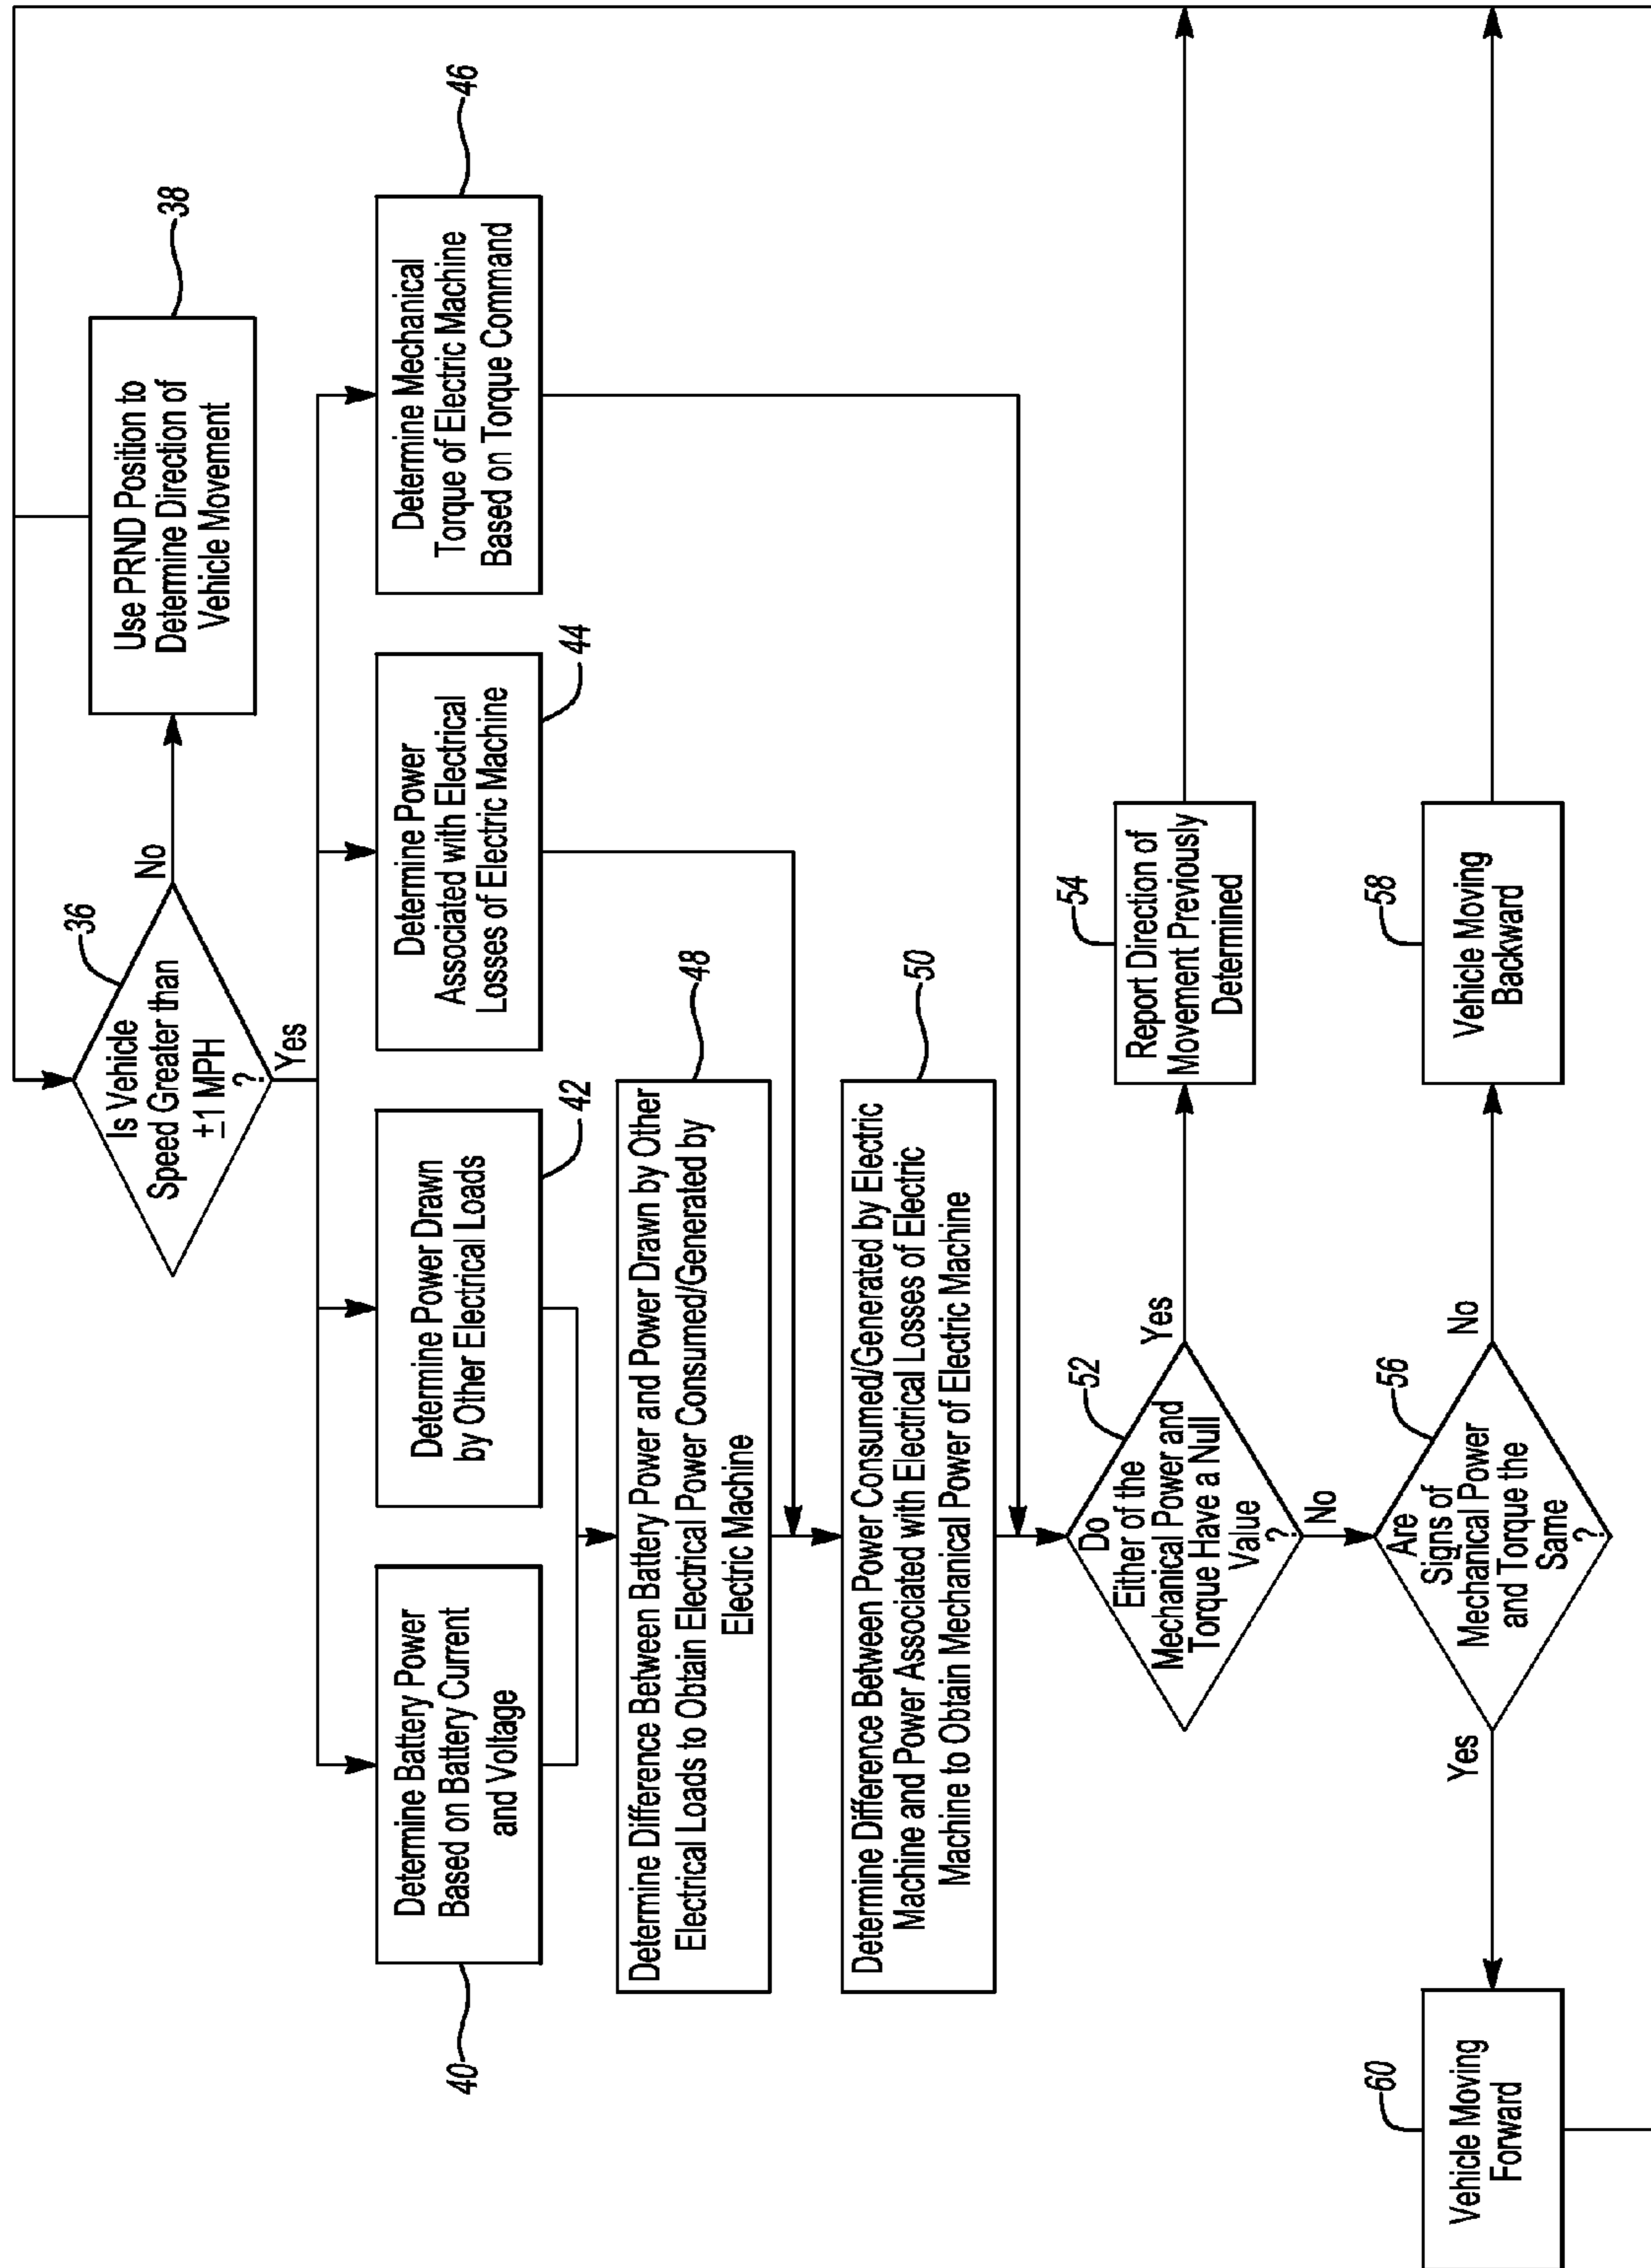 36
Is Vehicle
Speed Greater than
±1 MPH
?
No
Yes
38
Use PRND Position to
Determine Direction of
Vehicle Movement
40
Determine Battery Power
Based on Battery Current
and Voltage
42
Determine Power Drawn
by Other Electrical Loads
44
Determine Power
Associated with Electrical
Losses of Electric Machine
46
Determine Mechanical
Torque of Electric Machine
Based on Torque Command
48
Determine Difference Between Battery Power and Power Drawn by Other
Electrical Loads to Obtain Electrical Power Consumed/Generated by
Electric Machine
50
Determine Difference Between Power Consumed/Generated by Electric
Machine and Power Associated with Electrical Losses of Electric
Machine to Obtain Mechanical Power of Electric Machine
52
Do
Either of the
Mechanical Power and
Torque Have a Null
Value
?
Yes
No
54
Report Direction of
Movement Previously
Determined
56
Are
Signs of
Mechanical Power
and Torque the
Same
?
Yes
No
58
Vehicle Moving
Backward
60
Vehicle Moving
Forward